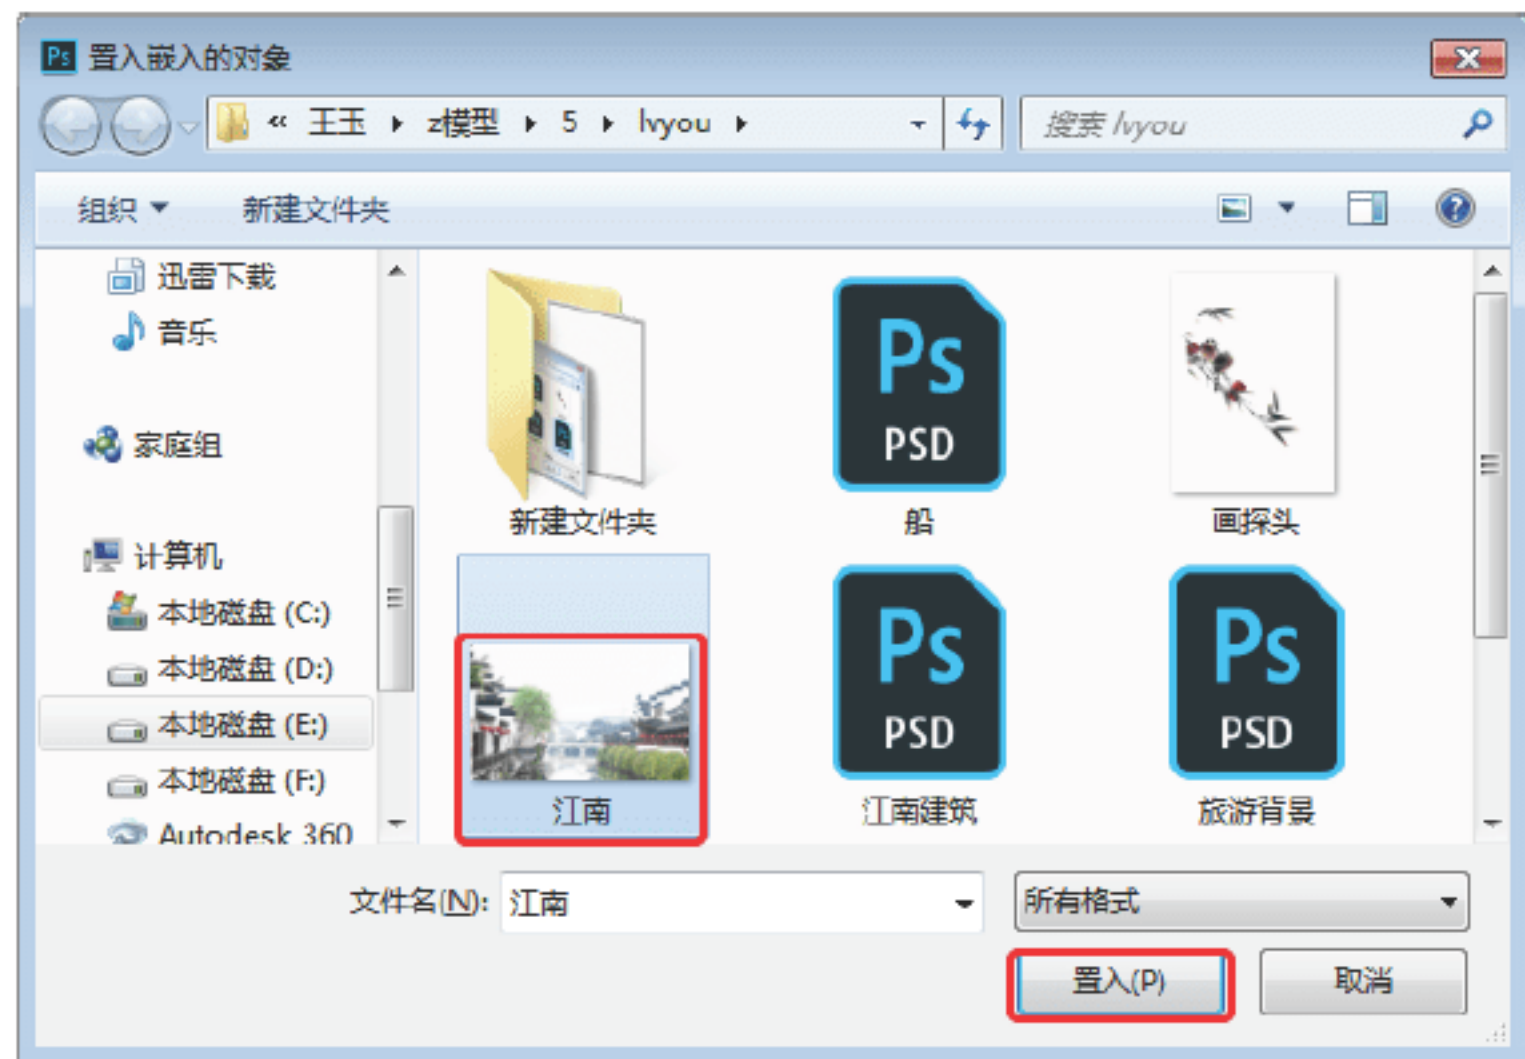 Ps 置入嵌入的对象
« 王玉 ▸ z模型 ▸ 5 ▸ lvyou ▸ 搜索 lvyou
组织 ▼ 新建文件夹
迅雷下载
音乐
家庭组
计算机
本地磁盘 (C:)
本地磁盘 (D:)
本地磁盘 (E:)
本地磁盘 (F:)
Autodesk 360
新建文件夹
Ps
PSD
船
画探头
江南
Ps
PSD
江南建筑
Ps
PSD
旅游背景
文件名(N): 江南 所有格式
置入(P) 取消